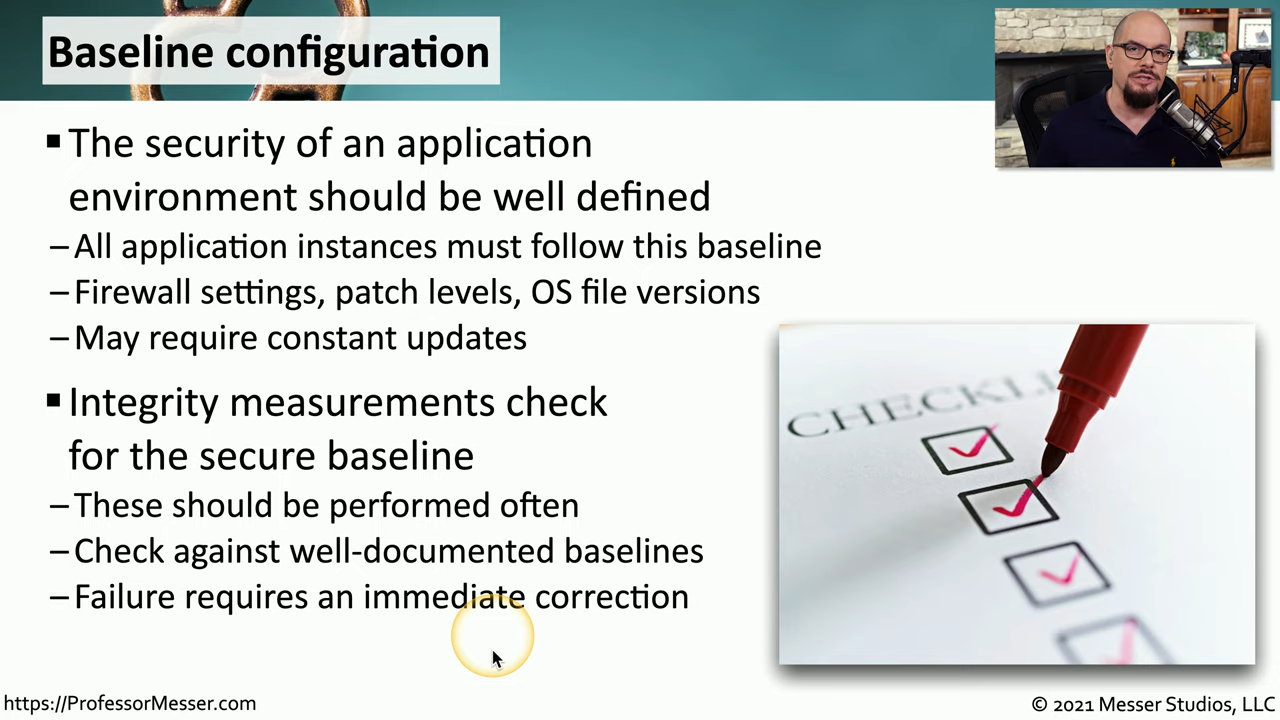 Baseline configuration
▪ The security of an application
environment should be well defined
– All application instances must follow this baseline
– Firewall settings, patch levels, OS file versions
– May require constant updates
▪ Integrity measurements check
for the secure baseline
– These should be performed often
– Check against well-documented baselines
– Failure requires an immediate correction
CHECKLI
https://ProfessorMesser.com
© 2021 Messer Studios, LLC